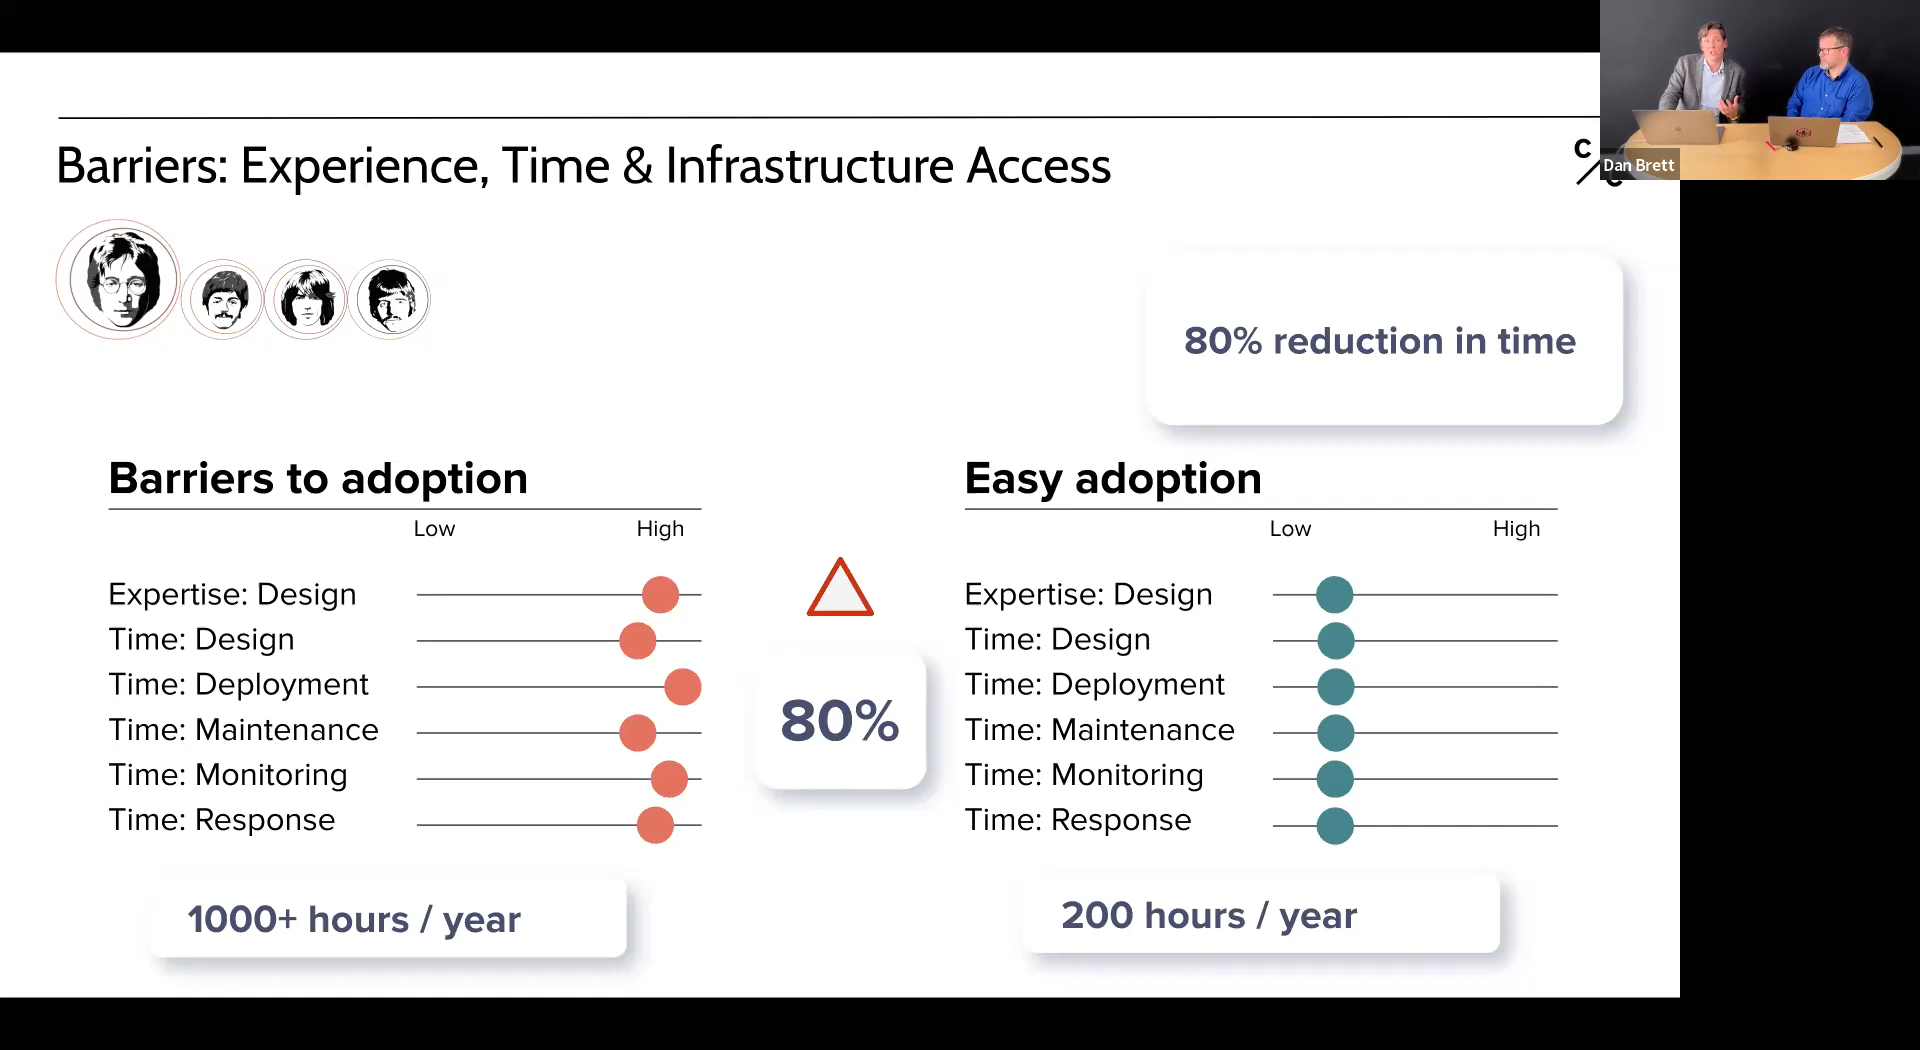 Barriers: Experience, Time & Infrastructure Access
C
C
Dan Brett
80% reduction in time
Barriers to adoption
Low High
Expertise: Design
Time: Design
Time: Deployment
Time: Maintenance
Time: Monitoring
Time: Response
1000+ hours / year
80%
Easy adoption
Low High
Expertise: Design
Time: Design
Time: Deployment
Time: Maintenance
Time: Monitoring
Time: Response
200 hours / year